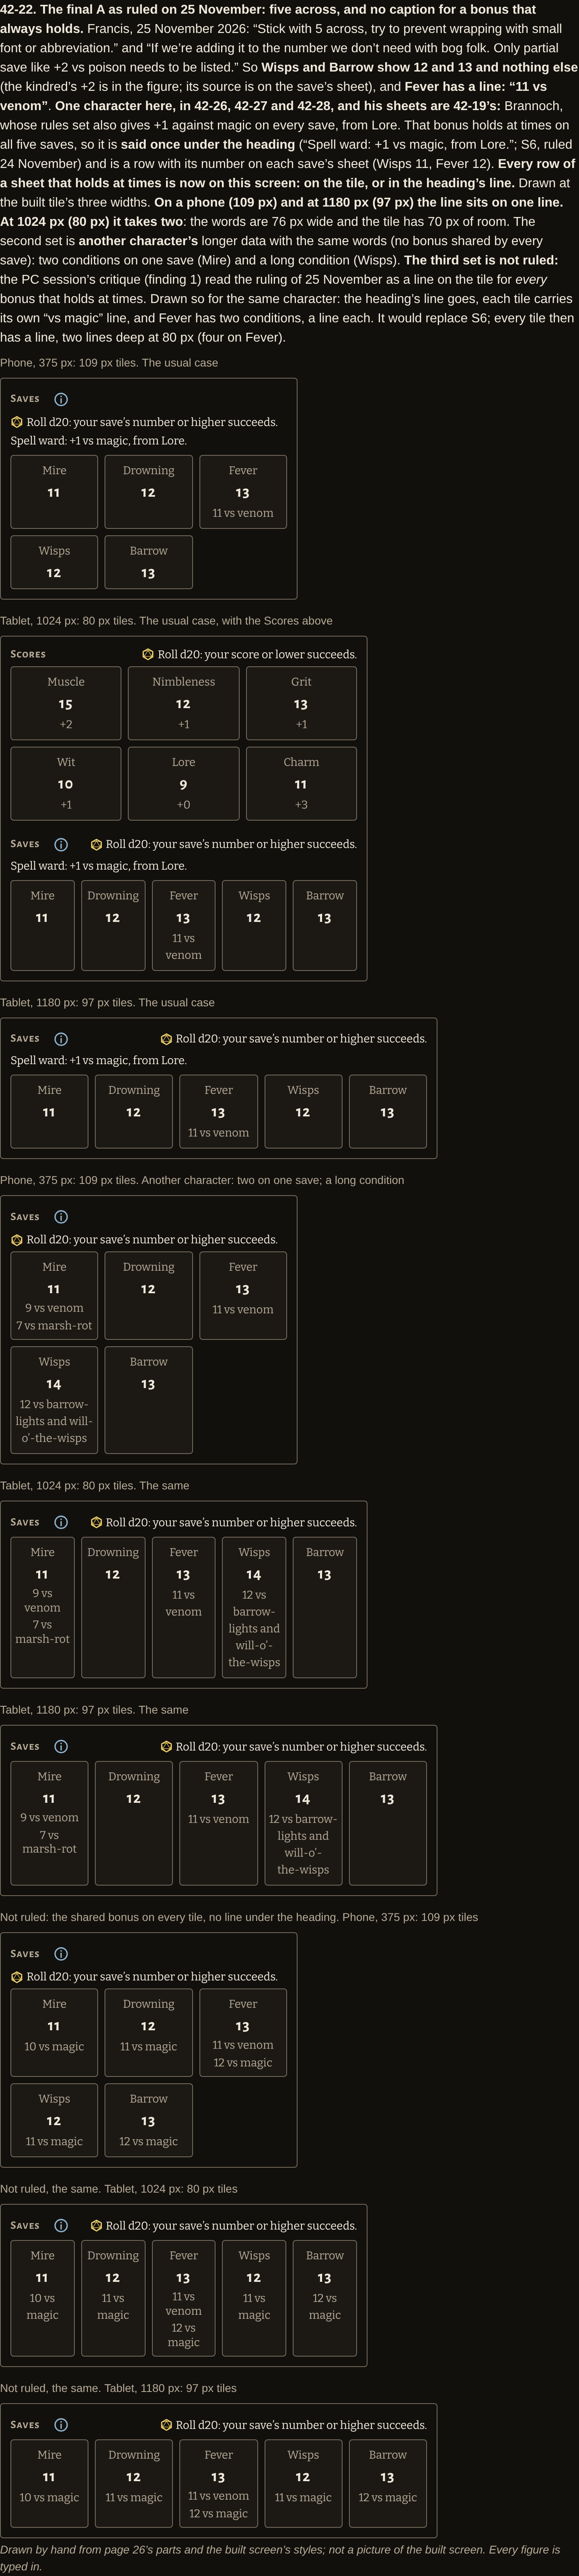 42-22. The final A as ruled on 25 November: five across, and no caption for a bonus that
always holds. Francis, 25 November 2026: “Stick with 5 across, try to prevent wrapping with
small font or abbreviation.” and “If we’re adding it to the number we don’t need with bog folk. Only partial
save like +2 vs poison needs to be listed.” So Wisps and Barrow show 12 and 13 and nothing else
(the kindred’s +2 is in the figure; its source is on the save’s sheet), and Fever has a line: “11 vs
venom”. One character here, in 42-26, 42-27 and 42-28, and his sheets are 42-19’s: Brannoch,
whose rules set also gives +1 against magic on every save, from Lore. That bonus holds at times on
all five saves, so it is said once under the heading (“Spell ward: +1 vs magic, from Lore.”; S6, ruled
24 November) and is a row with its number on each save’s sheet (Wisps 11, Fever 12). Every row of
a sheet that holds at times is now on this screen: on the tile, or in the heading’s line. Drawn at
the built tile’s three widths. On a phone (109 px) and at 1180 px (97 px) the line sits on one line.
At 1024 px (80 px) it takes two: the words are 76 px wide and the tile has 70 px of room. The
second set is another character’s longer data with the same words (no bonus shared by every
save): two conditions on one save (Mire) and a long condition (Wisps). The third set is not ruled:
the PC session’s critique (finding 1) read the ruling of 25 November as a line on the tile for every
bonus that holds at times. Drawn so for the same character: the heading’s line goes, each tile carries
its own “vs magic” line, and Fever has two conditions, a line each. It would replace S6; every tile then
has a line, two lines deep at 80 px (four on Fever).
Phone, 375 px: 109 px tiles. The usual case
Saves
Roll d20: your save’s number or higher succeeds.
Spell ward: +1 vs magic, from Lore.
Mire Drowning Fever
11 12 13
11 vs venom
Wisps Barrow
12 13
Tablet, 1024 px: 80 px tiles. The usual case, with the Scores above
Scores Roll d20: your score or lower succeeds.
Muscle Nimbleness Grit
15 12 13
+2 +1 +1
Wit Lore Charm
10 9 11
+1 +0 +3
Saves Roll d20: your save’s number or higher succeeds.
Spell ward: +1 vs magic, from Lore.
Mire Drowning Fever Wisps Barrow
11 12 13 12 13
11 vs
venom
Tablet, 1180 px: 97 px tiles. The usual case
Saves Roll d20: your save’s number or higher succeeds.
Spell ward: +1 vs magic, from Lore.
Mire Drowning Fever Wisps Barrow
11 12 13 12 13
11 vs venom
Phone, 375 px: 109 px tiles. Another character: two on one save; a long condition
Saves
Roll d20: your save’s number or higher succeeds.
Mire Drowning Fever
11 12 13
9 vs venom 11 vs venom
7 vs marsh-rot
Wisps Barrow
14 13
12 vs barrow-
lights and will-
o’-the-wisps
Tablet, 1024 px: 80 px tiles. The same
Saves Roll d20: your save’s number or higher succeeds.
Mire Drowning Fever Wisps Barrow
11 12 13 14 13
9 vs 11 vs 12 vs
venom venom barrow-
7 vs lights and
marsh-rot will-o’-
the-wisps
Tablet, 1180 px: 97 px tiles. The same
Saves Roll d20: your save’s number or higher succeeds.
Mire Drowning Fever Wisps Barrow
11 12 13 14 13
9 vs venom 11 vs venom 12 vs barrow-
7 vs lights and
marsh-rot will-o’-
the-wisps
Not ruled: the shared bonus on every tile, no line under the heading. Phone, 375 px: 109 px tiles
Saves
Roll d20: your save’s number or higher succeeds.
Mire Drowning Fever
11 12 13
10 vs magic 11 vs magic 11 vs venom
12 vs magic
Wisps Barrow
12 13
11 vs magic 12 vs magic
Not ruled, the same. Tablet, 1024 px: 80 px tiles
Saves Roll d20: your save’s number or higher succeeds.
Mire Drowning Fever Wisps Barrow
11 12 13 12 13
10 vs 11 vs 11 vs 11 vs 12 vs
magic magic venom magic magic
12 vs
magic
Not ruled, the same. Tablet, 1180 px: 97 px tiles
Saves Roll d20: your save’s number or higher succeeds.
Mire Drowning Fever Wisps Barrow
11 12 13 12 13
10 vs magic 11 vs magic 11 vs venom 11 vs magic 12 vs magic
12 vs magic
Drawn by hand from page 26’s parts and the built screen’s styles; not a picture of the built screen. Every figure is
typed in.